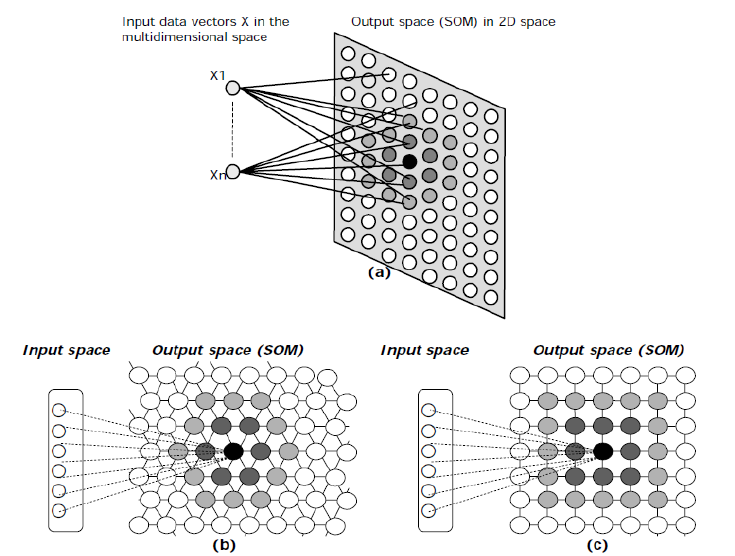 Input data vectors X in the
multidimensional space
Output space (SOM) in 2D space
X1
Xn
(a)
Input space
Output space (SOM)
Input space
Output space (SOM)
(b)
(c)